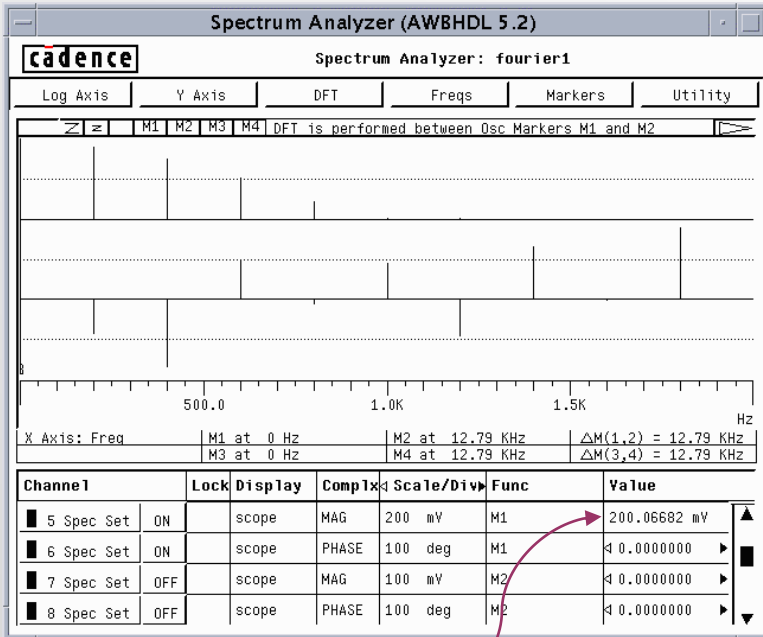 Spectrum Analyzer (AWBHDL 5.2)
cādence
Spectrum Analyzer: fourier1
Log Axis Y Axis DFT Freqs Markers Utility
Z z M1 M2 M3 M4 DFT is performed between Osc Markers M1 and M2
500.0 1.0K 1.5K
Hz
X Axis: Freq M1 at 0 Hz M2 at 12.79 KHz △M(1,2) = 12.79 KHz
M3 at 0 Hz M4 at 12.79 KHz △M(3,4) = 12.79 KHz
Channel Lock Display Complx Scale/Div Func Value
5 Spec Set ON scope MAG 200 mV M1 200.06682 mV
6 Spec Set ON scope PHASE 100 deg M1 0.0000000
7 Spec Set OFF scope MAG 100 mV M2 0.0000000
8 Spec Set OFF scope PHASE 100 deg M2 0.0000000